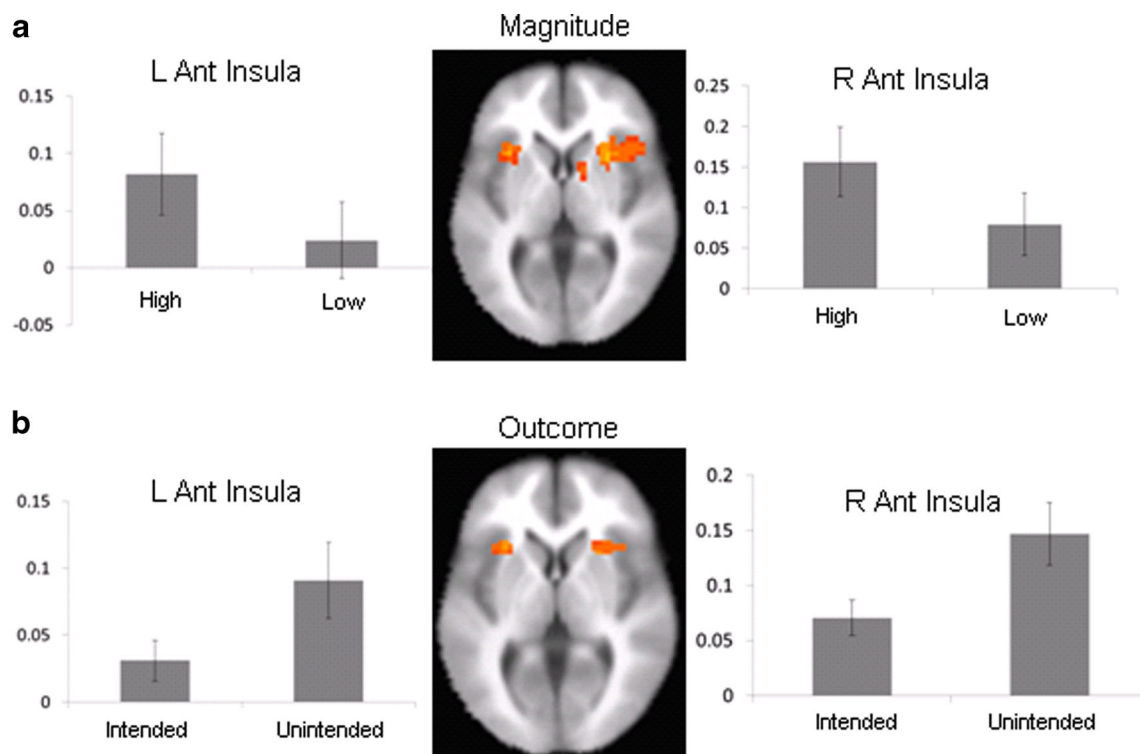 a
Magnitude
L Ant Insula
0.15
0.1
0.05
0
-0.05
High
Low
R Ant Insula
0.25
0.2
0.15
0.1
0.05
0
High
Low
b
Outcome
L Ant Insula
0.15
0.1
0.05
0
Intended
Unintended
R Ant Insula
0.2
0.15
0.1
0.05
0
Intended
Unintended